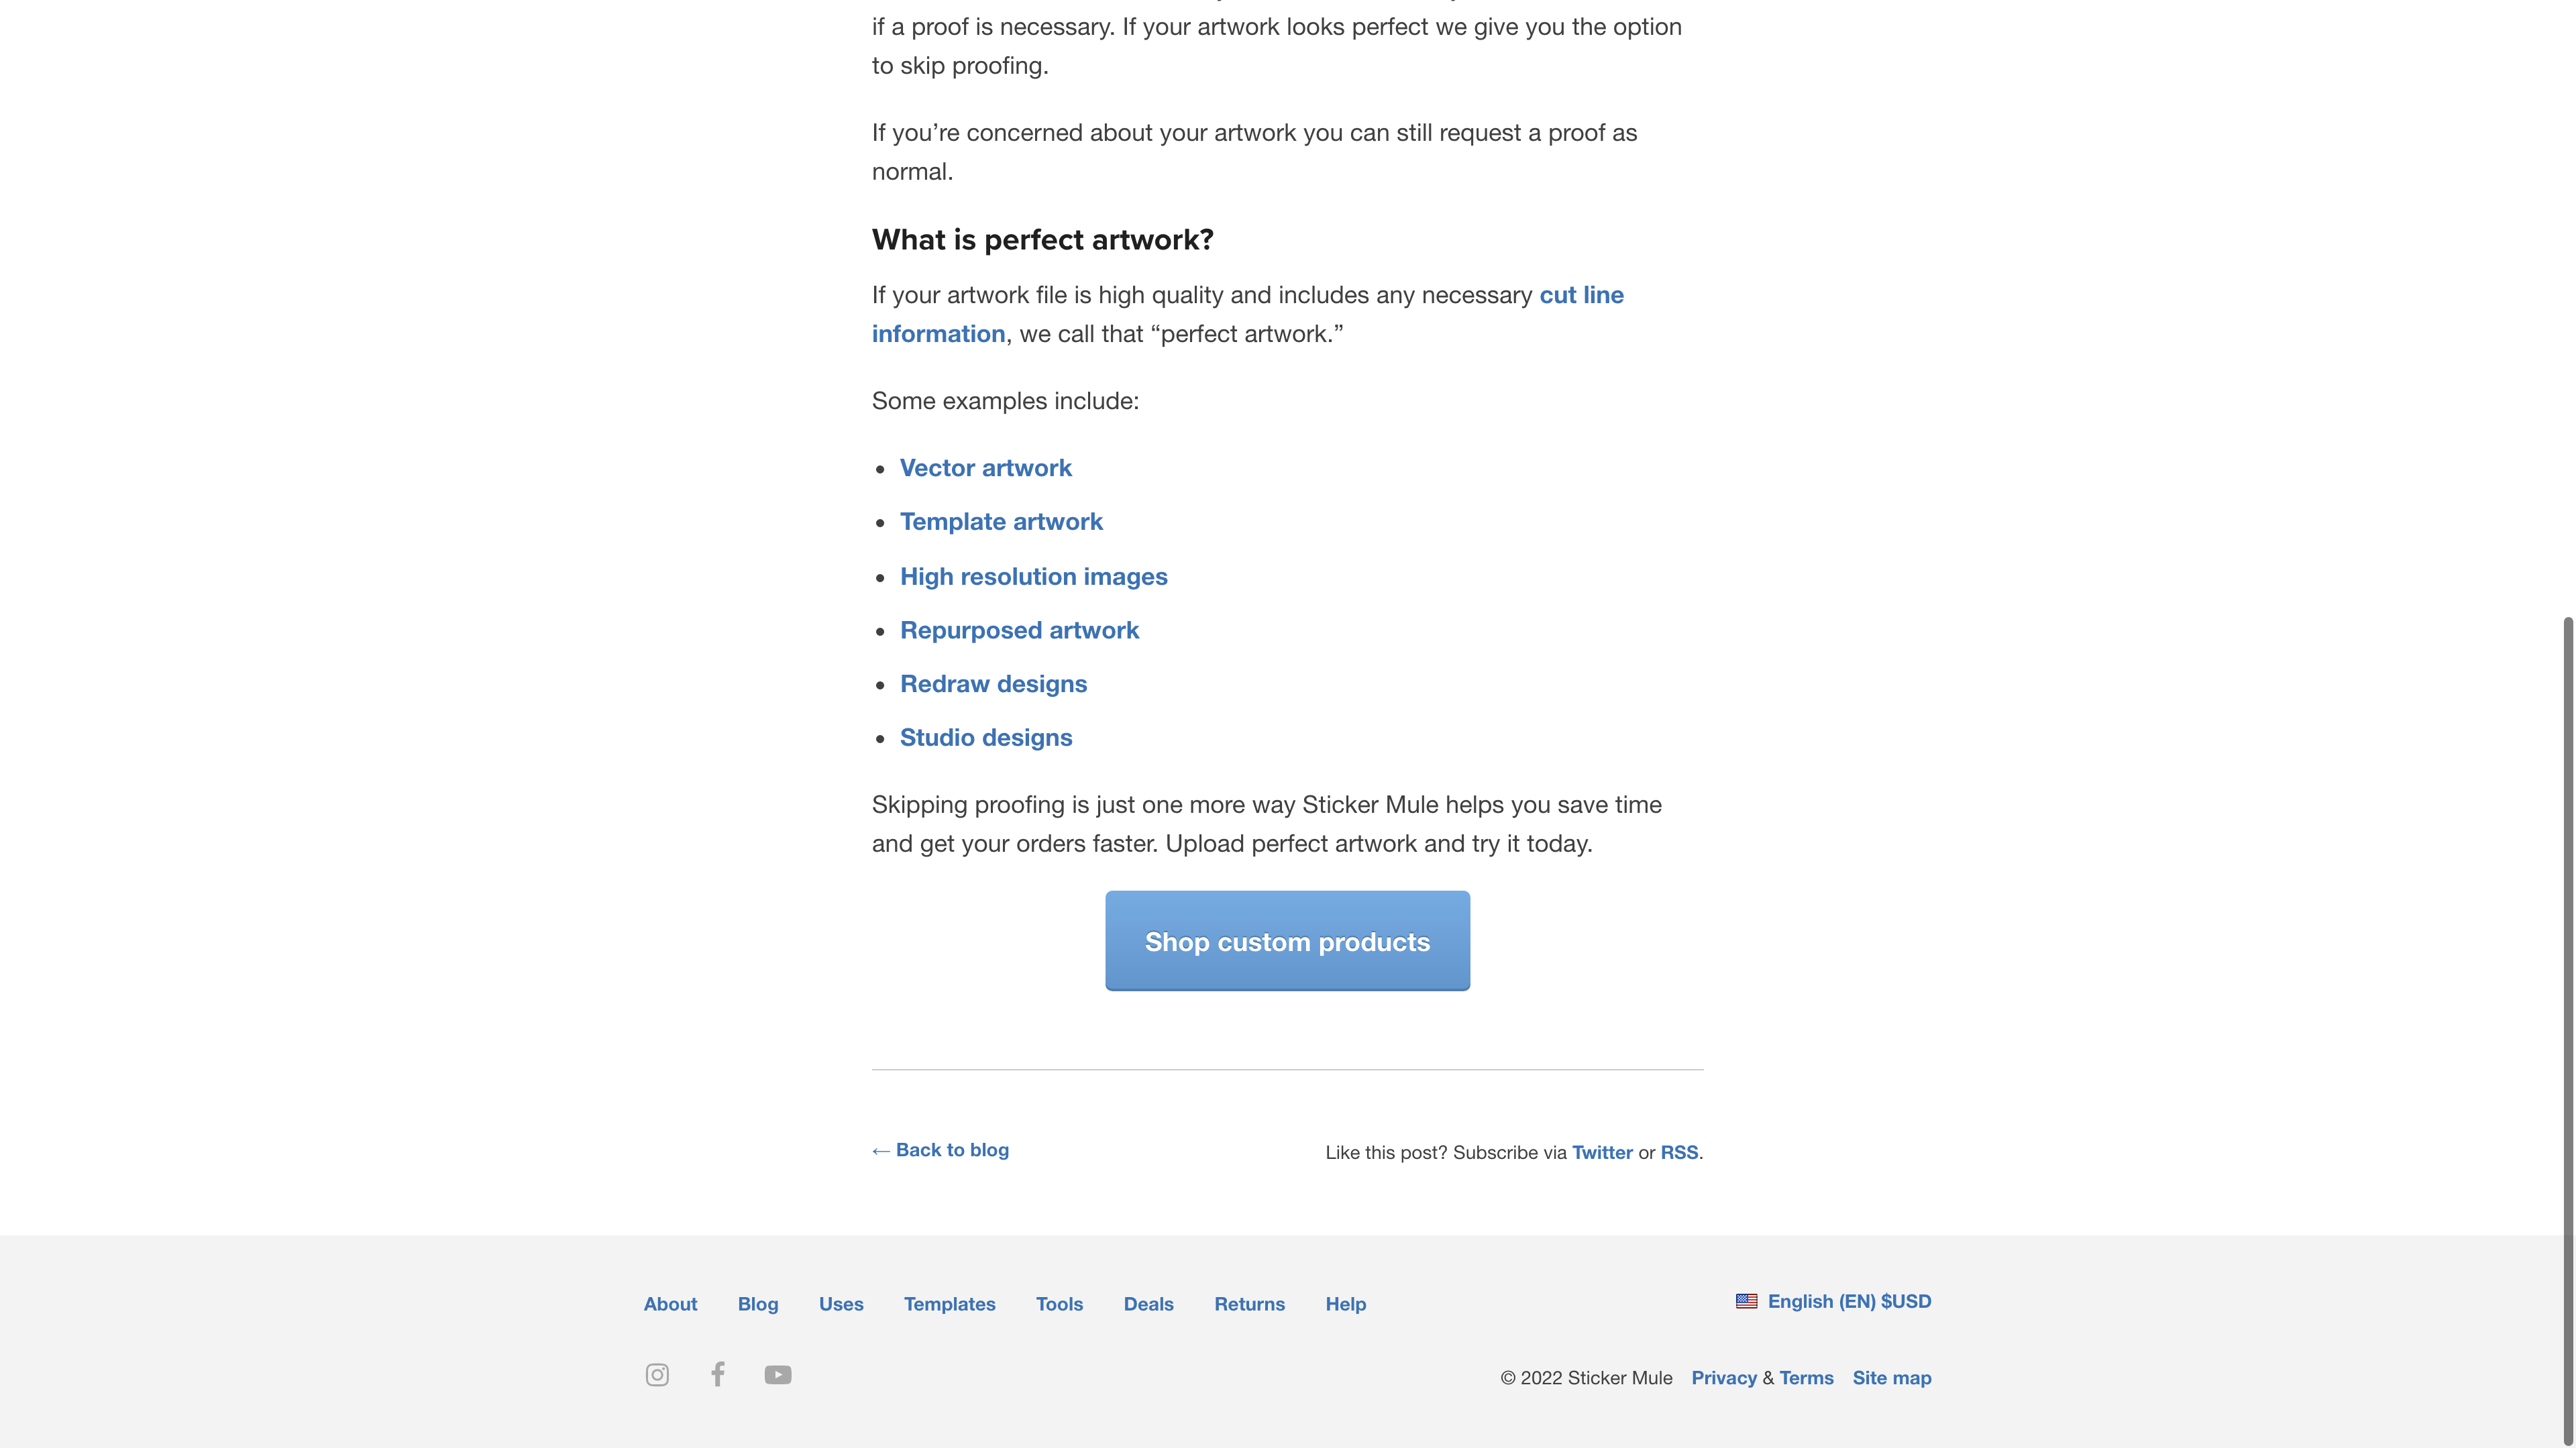 if a proof is necessary. If your artwork looks perfect we give you the option
to skip proofing.
If you’re concerned about your artwork you can still request a proof as
normal.
What is perfect artwork?
If your artwork file is high quality and includes any necessary cut line
information, we call that “perfect artwork.”
Some examples include:
• Vector artwork
• Template artwork
• High resolution images
• Repurposed artwork
• Redraw designs
• Studio designs
Skipping proofing is just one more way Sticker Mule helps you save time
and get your orders faster. Upload perfect artwork and try it today.
Shop custom products
← Back to blog
Like this post? Subscribe via Twitter or RSS.
About Blog Uses Templates Tools Deals Returns Help
English (EN) $USD
© 2022 Sticker Mule Privacy & Terms Site map